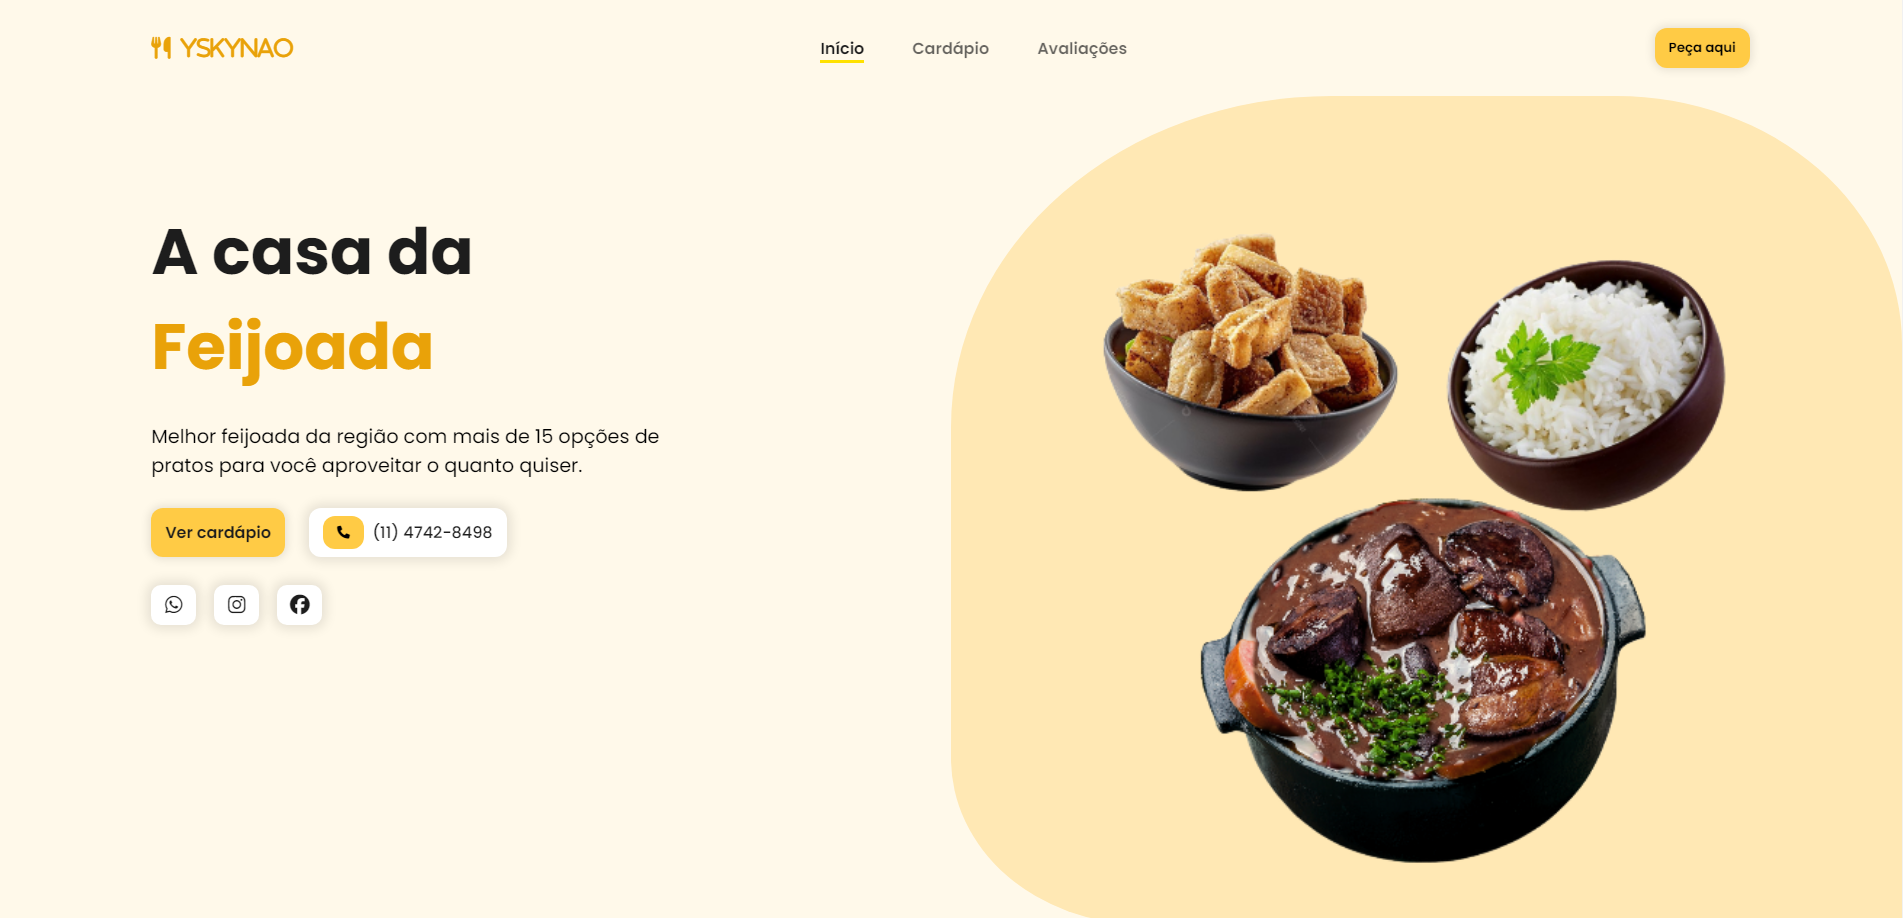 YSKYNAO
Início
Cardápio
Avaliações
Peça aqui
A casa da
Feijoada
Melhor feijoada da região com mais de 15 opções de
pratos para você aproveitar o quanto quiser.
Ver cardápio
(11) 4742-8498